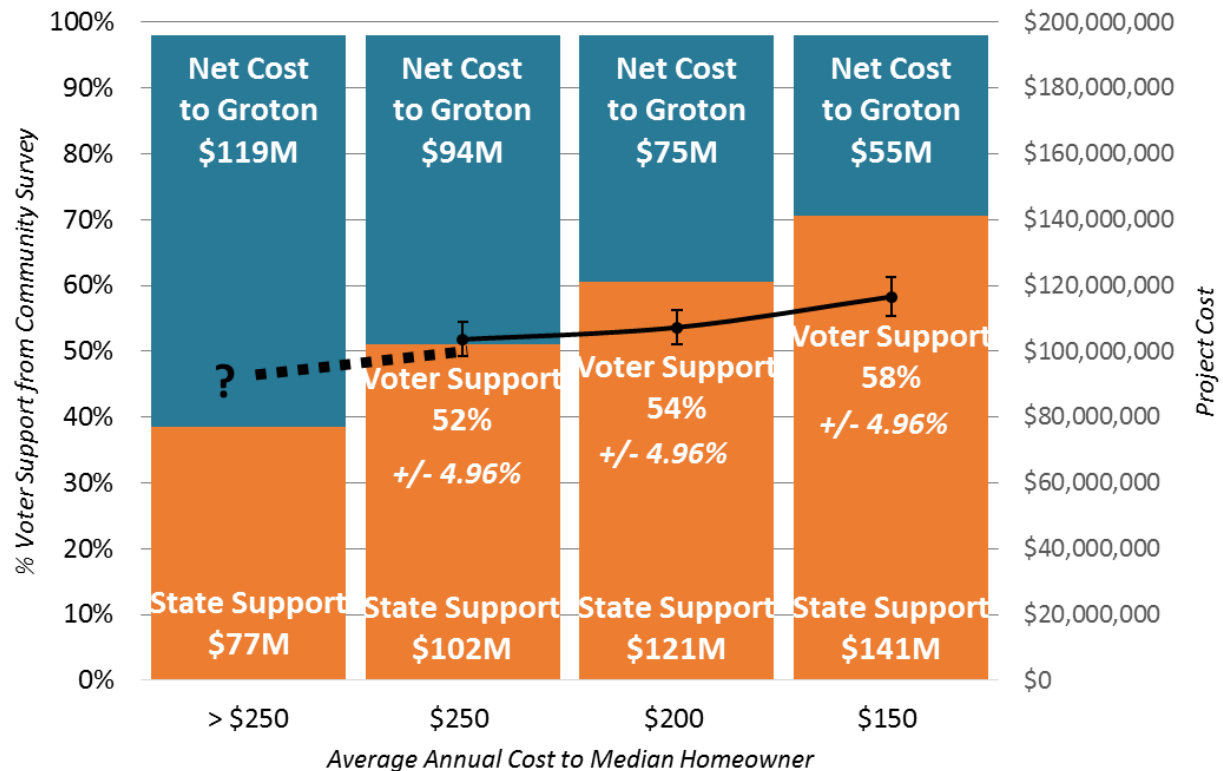 100%
90%
80%
70%
60%
50%
40%
30%
20%
10%
0%
% Voter Support from Community Survey
Net Cost
to Groton
$119M
?
State Support
$77M
Net Cost
to Groton
$94M
Voter Support
52%
+/- 4.96%
State Support
$102M
Net Cost
to Groton
$75M
Voter Support
54%
+/- 4.96%
State Support
$121M
Net Cost
to Groton
$55M
Voter Support
58%
+/- 4.96%
State Support
$141M
$200,000,000
$180,000,000
$160,000,000
$140,000,000
$120,000,000
$100,000,000
$80,000,000
$60,000,000
$40,000,000
$20,000,000
$0
Project Cost
> $250
$250
$200
$150
Average Annual Cost to Median Homeowner